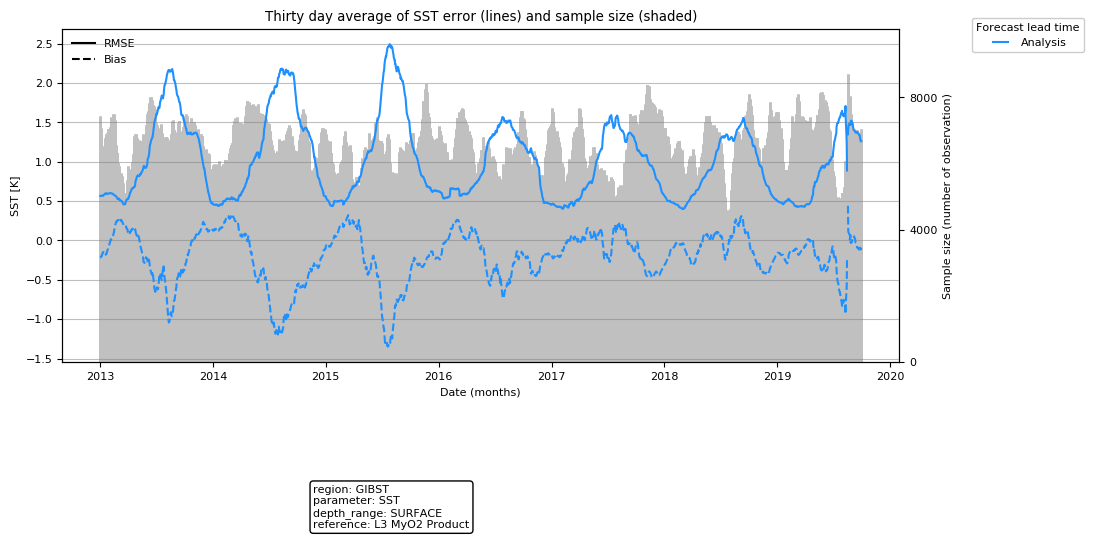 Thirty day average of SST error (lines) and sample size (shaded)
Forecast lead time
Analysis
RMSE
Bias
SST [K]
2.5
2.0
1.5
1.0
0.5
0.0
−0.5
−1.0
−1.5
8000
4000
0
Sample size (number of observation)
2013
2014
2015
2016
2017
2018
2019
2020
Date (months)
region: GIBST
parameter: SST
depth_range: SURFACE
reference: L3 MyO2 Product